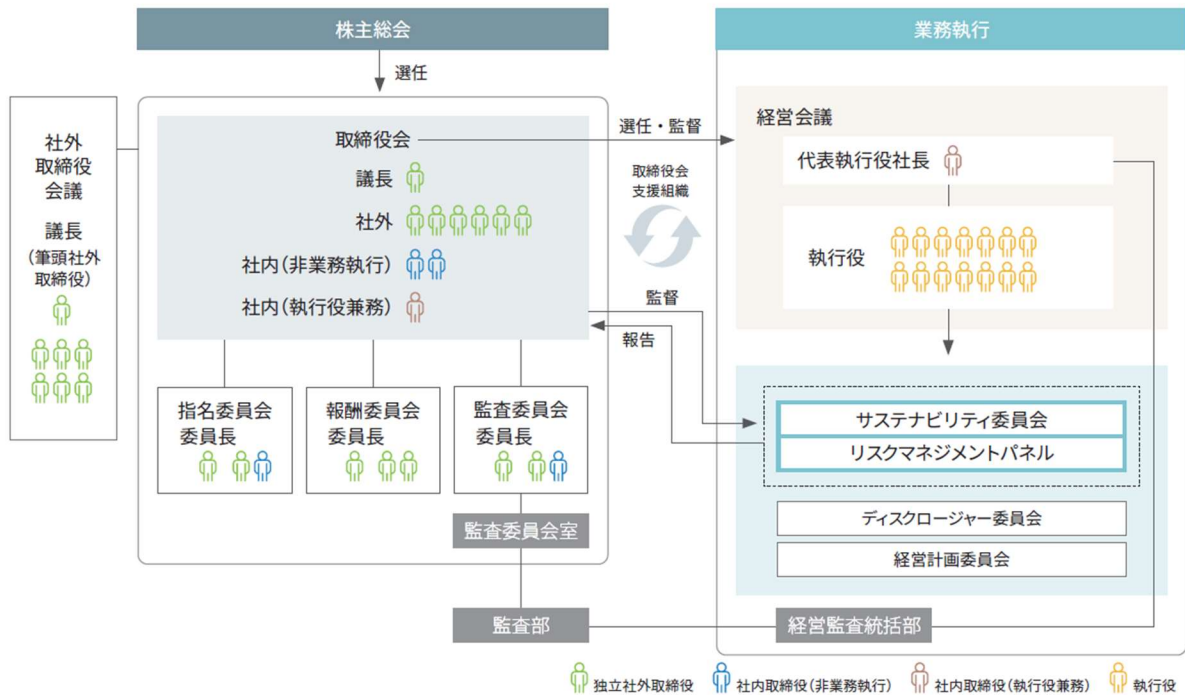 株主総会
業務執行
選任
社外
取締役
会議
議長
(筆頭社外
取締役)
取締役会
議長
社外
社内(非業務執行)
社内(執行役兼務)
選任・監督
取締役会
支援組織
監督
報告
経営会議
代表執行役社長
執行役
指名委員会
委員長
報酬委員会
委員長
監査委員会
委員長
サステナビリティ委員会
リスクマネジメントパネル
ディスクロージャー委員会
経営計画委員会
監査委員会室
監査部
経営監査統括部
独立社外取締役
社内取締役(非業務執行)
社内取締役(執行役兼務)
執行役